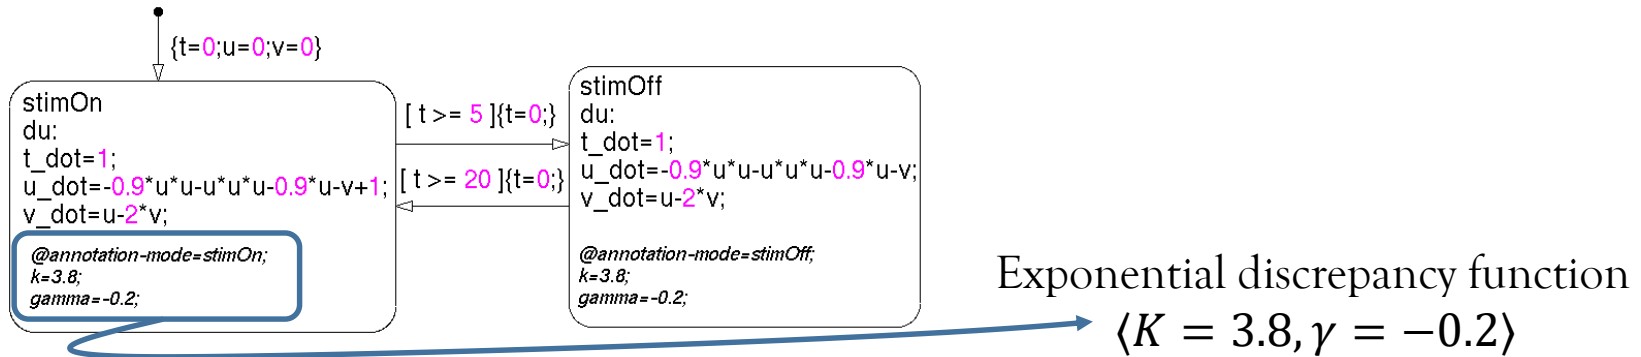 {t=0;u=0;v=0}
stimOn
du:
t_dot=1;
u_dot=-0.9*u*u-u*u*u-0.9*u-v+1;
v_dot=u-2*v;
@annotation-mode=stimOn;
k=3.8;
gamma=-0.2;
[ t >= 5 ]{t=0;}
[ t >= 20 ]{t=0;}
stimOff
du:
t_dot=1;
u_dot=-0.9*u*u-u*u*u-0.9*u-v;
v_dot=u-2*v;
@annotation-mode=stimOff;
k=3.8;
gamma=-0.2;
Exponential discrepancy function
⟨K = 3.8, γ = −0.2⟩